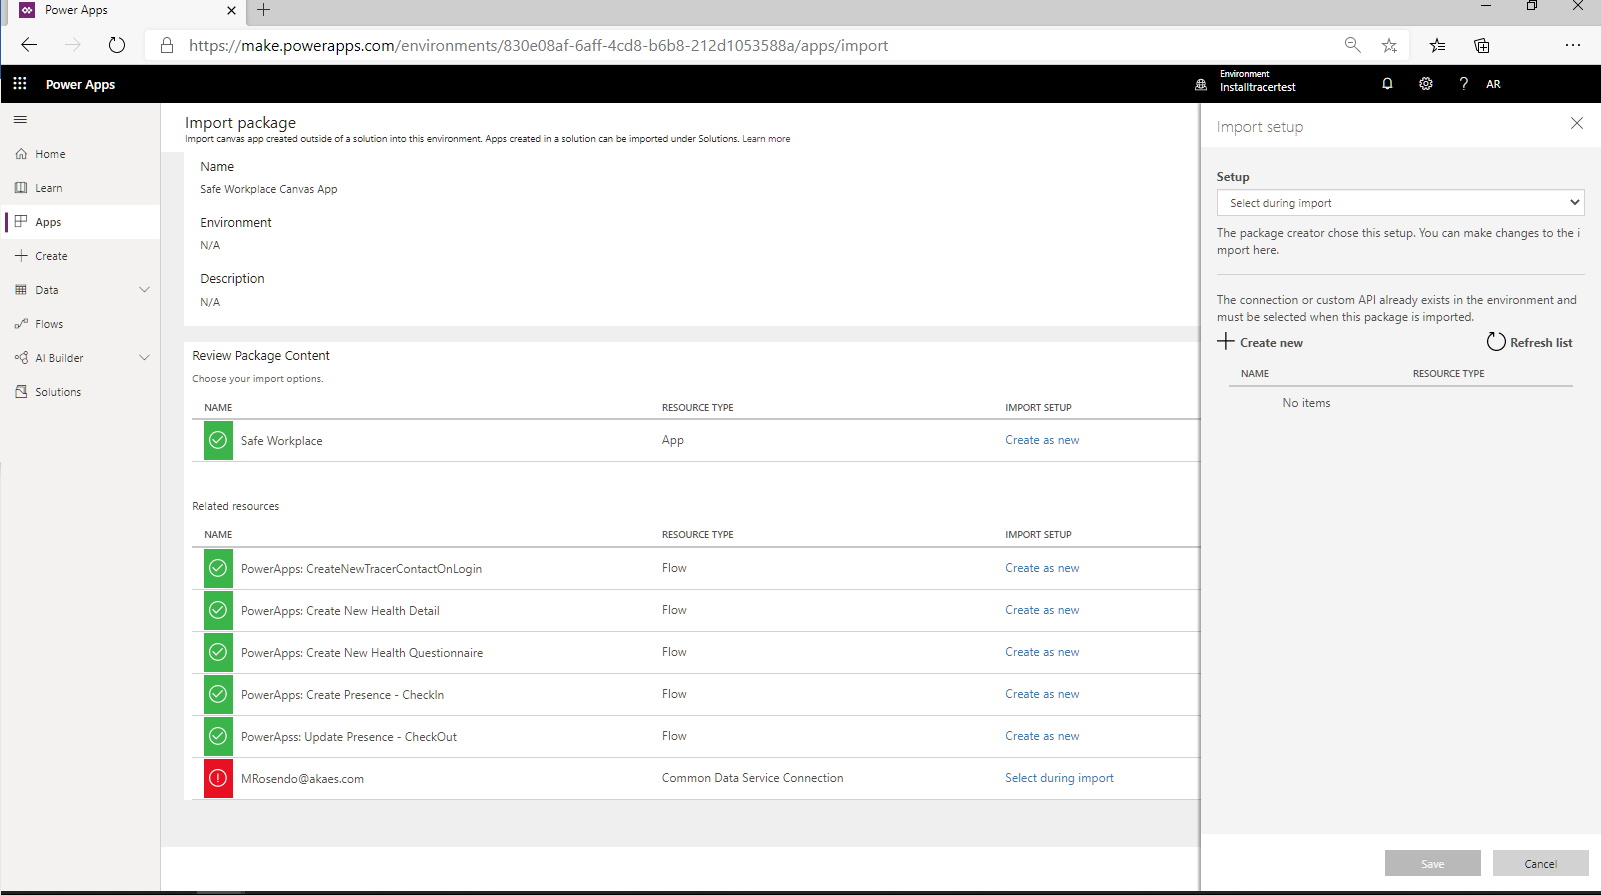 Power Apps
https://make.powerapps.com/environments/830e08af-6aff-4cd8-b6b8-212d1053588a/apps/import
Power Apps
Environment
Installtracertest
? AR
Home
Learn
Apps
Create
Data
Flows
AI Builder
Solutions
Import package
Import canvas app created outside of a solution into this environment. Apps created in a solution can be imported under Solutions. Learn more
Name
Safe Workplace Canvas App
Environment
N/A
Description
N/A
Review Package Content
Choose your import options.
NAME RESOURCE TYPE IMPORT SETUP
Safe Workplace App Create as new
Related resources
NAME RESOURCE TYPE IMPORT SETUP
PowerApps: CreateNewTracerContactOnLogin Flow Create as new
PowerApps: Create New Health Detail Flow Create as new
PowerApps: Create New Health Questionnaire Flow Create as new
PowerApps: Create Presence - CheckIn Flow Create as new
PowerApss: Update Presence - CheckOut Flow Create as new
MRosendo@akaes.com Common Data Service Connection Select during import
Import setup
Setup
Select during import
The package creator chose this setup. You can make changes to the i
mport here.
The connection or custom API already exists in the environment and
must be selected when this package is imported.
Create new Refresh list
NAME RESOURCE TYPE
No items
Save Cancel